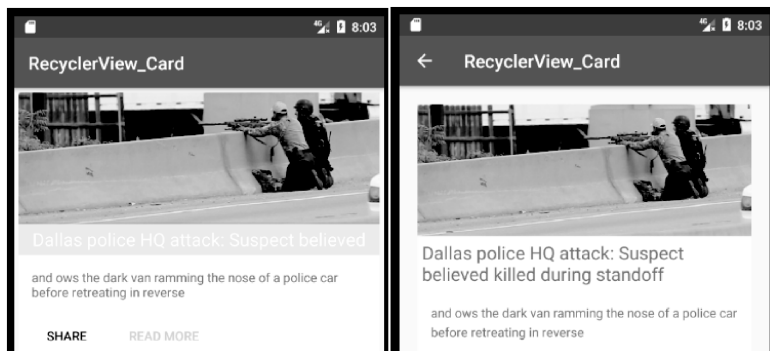 4G 8:03
RecyclerView_Card
Dallas police HQ attack: Suspect believed
and ows the dark van ramming the nose of a police car
before retreating in reverse
SHARE READ MORE
4G 8:03
RecyclerView_Card
Dallas police HQ attack: Suspect
believed killed during standoff
and ows the dark van ramming the nose of a police car
before retreating in reverse